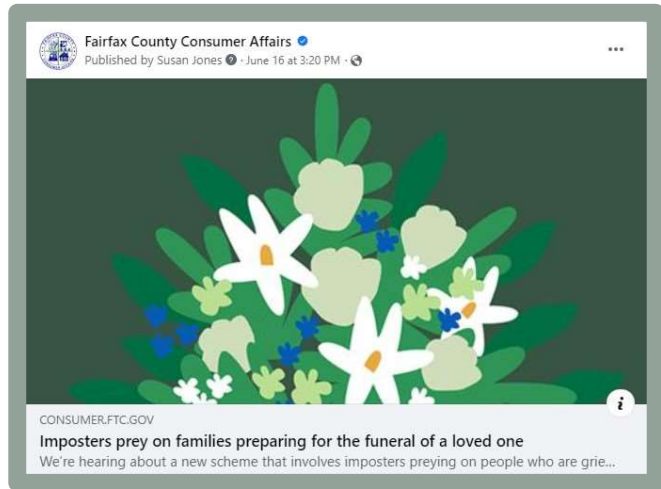 Fairfax County Consumer Affairs
Published by Susan Jones · June 16 at 3:20 PM ·
CONSUMER.FTC.GOV
Imposters prey on families preparing for the funeral of a loved one
We're hearing about a new scheme that involves imposters preying on people who are grie...